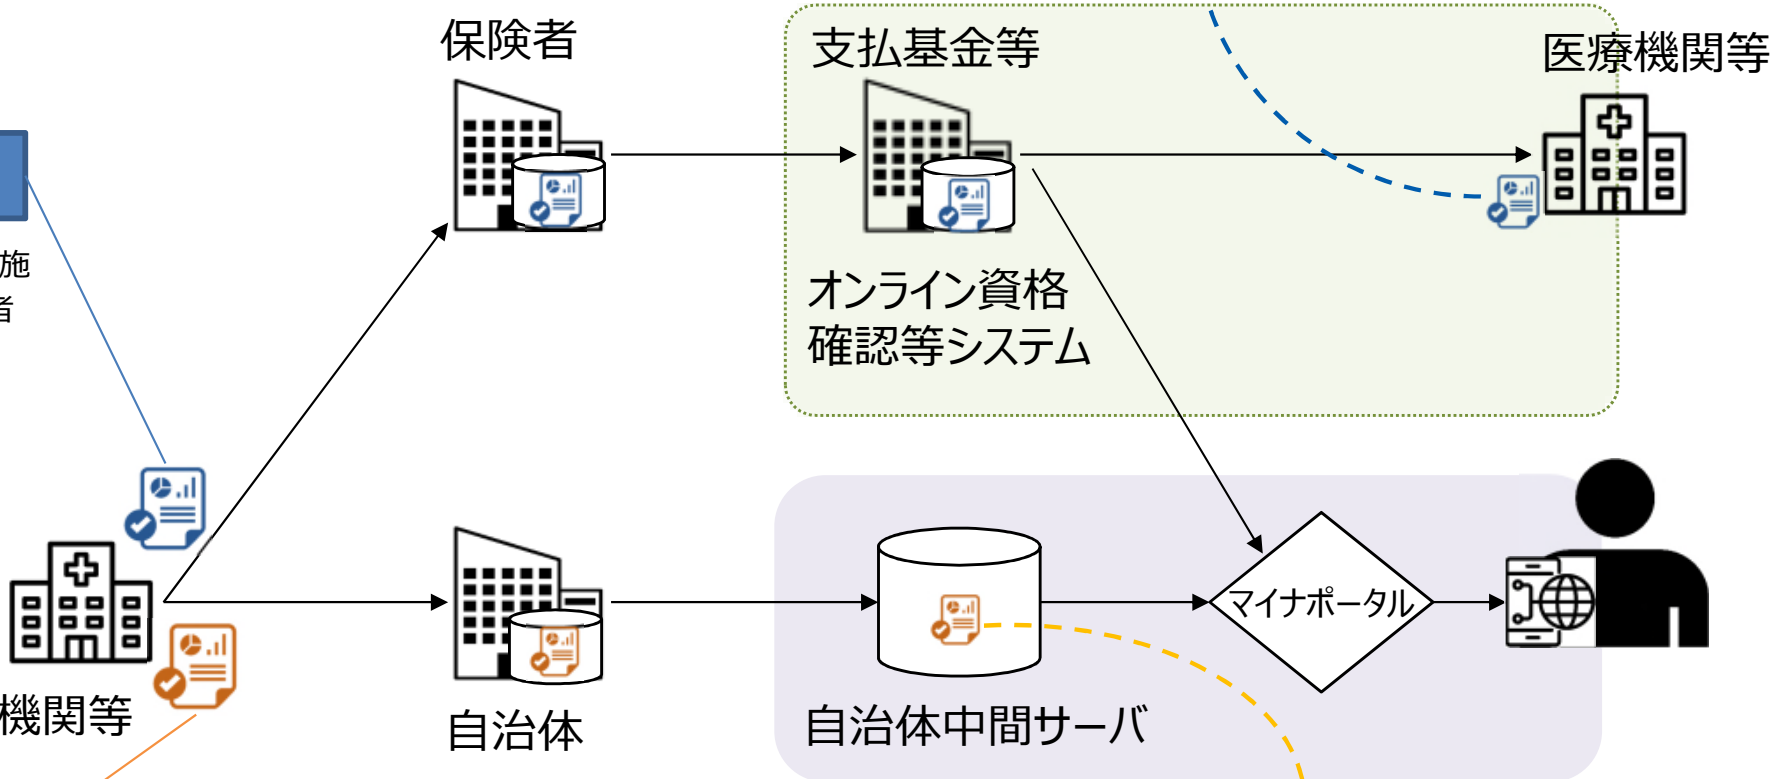 保険者
支払基金等
医療機関等
施
者
オンライン資格
確認等システム
マイナポータル
機関等
自治体
自治体中間サーバ